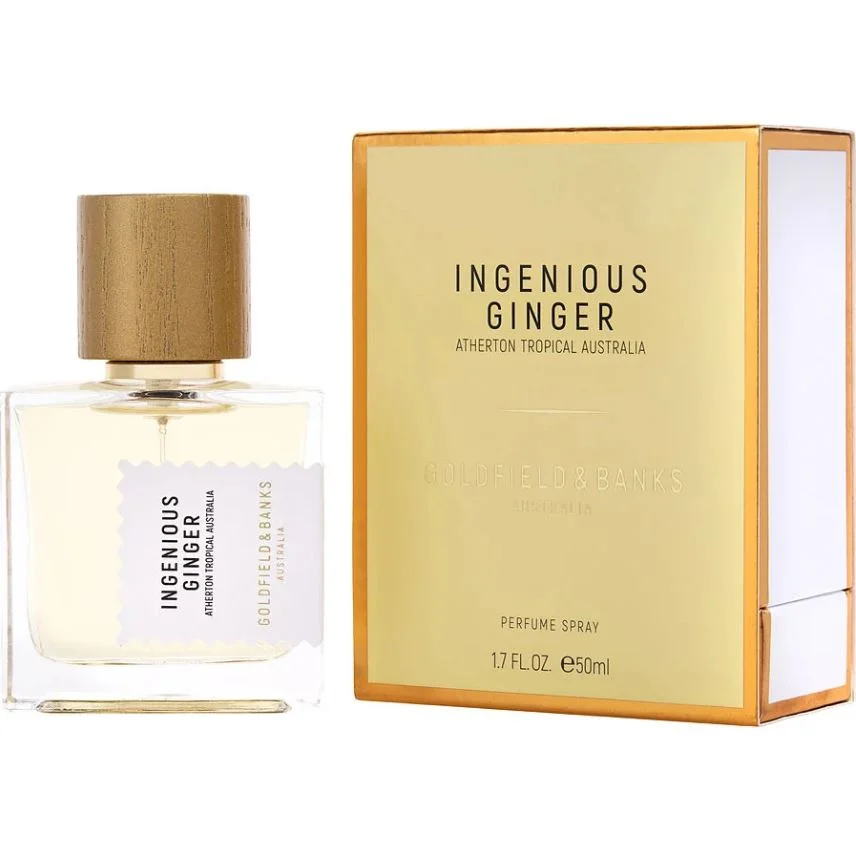 INGENIOUS
GINGER
ATHERTON TROPICAL AUSTRALIA
GOLDFIELD & BANKS
AUSTRALIA
INGENIOUS
GINGER
ATHERTON TROPICAL AUSTRALIA
GOLDFIELD & BANKS
AUSTRALIA
PERFUME SPRAY
1.7 FL.OZ. ℮50ml